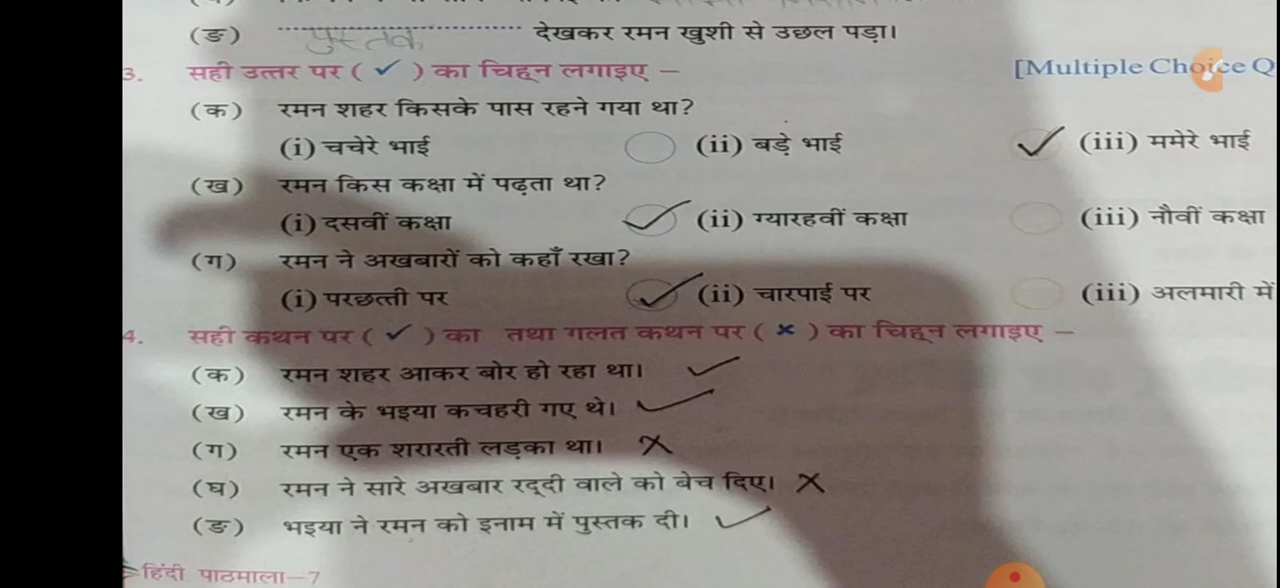 (ङ) पुस्तक देखकर रमन खुशी से उछल पड़ा।
3. सही उत्तर पर ( ✓ ) का चिह्न लगाइए – [Multiple Choice Q
(क) रमन शहर किसके पास रहने गया था?
(i) चचेरे भाई (ii) बड़े भाई ✓ (iii) ममेरे भाई
(ख) रमन किस कक्षा में पढ़ता था?
(i) दसवीं कक्षा ✓ (ii) ग्यारहवीं कक्षा (iii) नौवीं कक्षा
(ग) रमन ने अखबारों को कहाँ रखा?
(i) परछत्ती पर ✓ (ii) चारपाई पर (iii) अलमारी में
4. सही कथन पर ( ✓ ) का तथा गलत कथन पर ( × ) का चिह्न लगाइए –
(क) रमन शहर आकर बोर हो रहा था। ✓
(ख) रमन के भइया कचहरी गए थे। ✓
(ग) रमन एक शरारती लड़का था। ×
(घ) रमन ने सारे अखबार रद्दी वाले को बेच दिए। ×
(ङ) भइया ने रमन को इनाम में पुस्तक दी। ✓
हिंदी पाठमाला–7